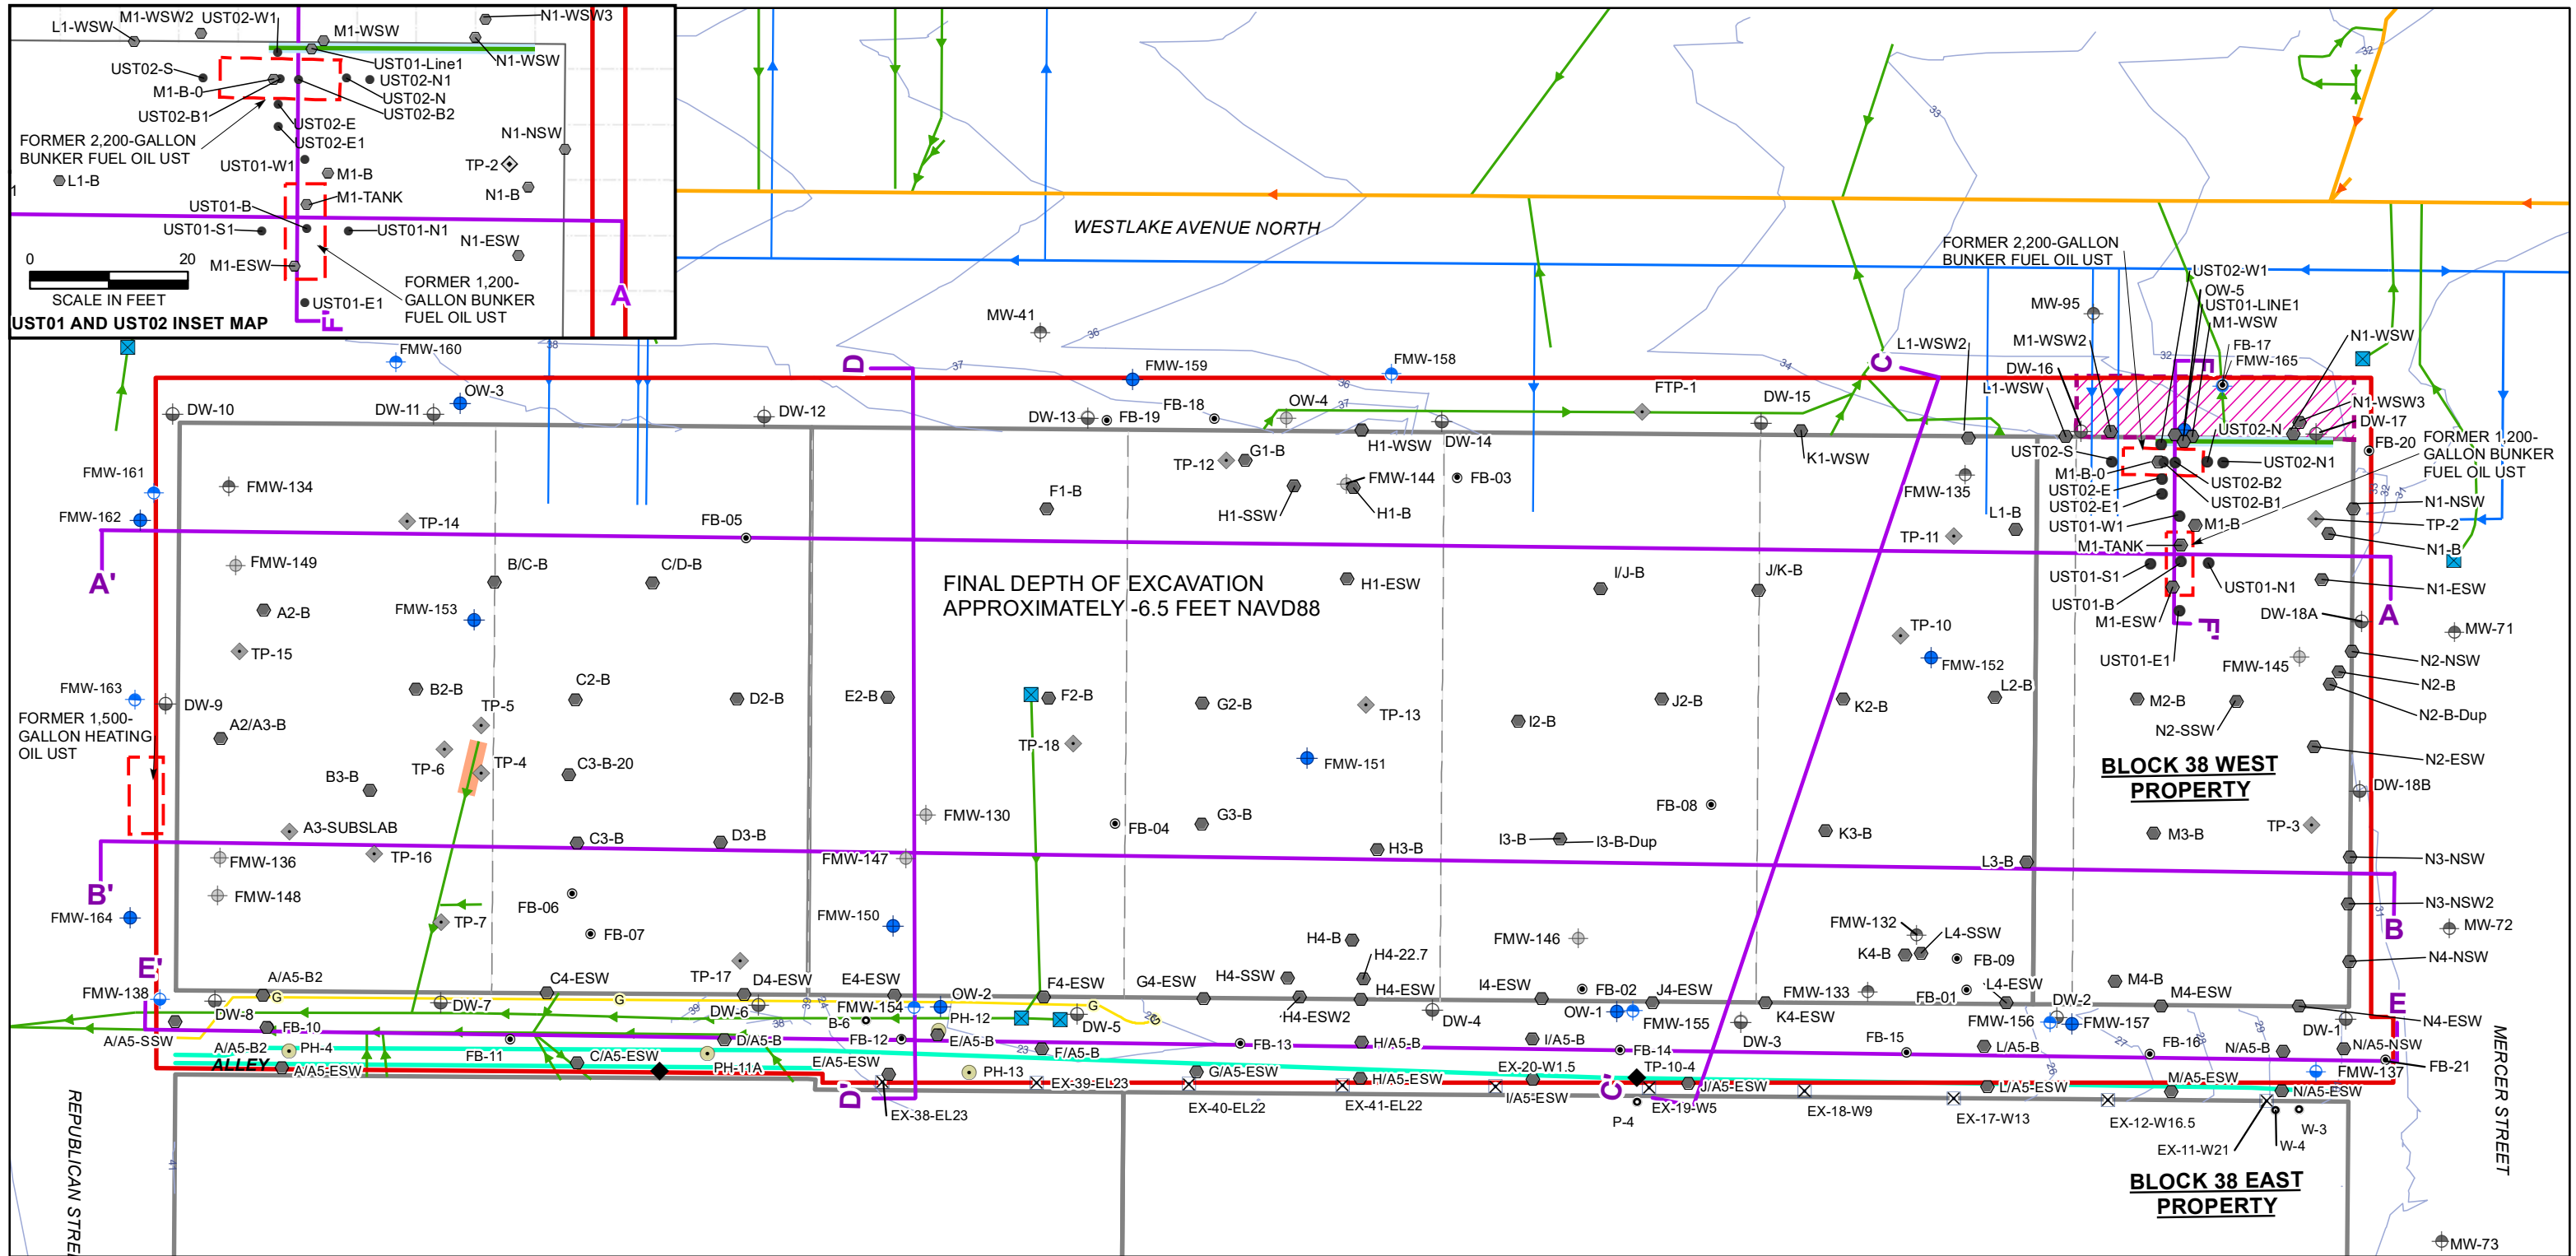 L1-WSW
M1-WSW2
UST02-W1
M1-WSW
N1-WSW3
N1-WSW
UST01-Line1
UST02-S
UST02-N1
M1-B-0
UST02-N
UST02-B1
UST02-B2
UST02-E
FORMER 2,200-GALLON
BUNKER FUEL OIL UST
UST02-E1
N1-NSW
UST01-W1
TP-2
L1-B
M1-B
N1-B
UST01-B
M1-TANK
UST01-S1
UST01-N1
N1-ESW
M1-ESW
0
20
SCALE IN FEET
FORMER 1,200-
GALLON BUNKER
FUEL OIL UST
UST01-E1
A
F'
UST01 AND UST02 INSET MAP
WESTLAKE AVENUE NORTH
32
33
FORMER 2,200-GALLON
BUNKER FUEL OIL UST
UST02-W1
OW-5
UST01-LINE1
M1-WSW
MW-95
MW-41
36
38
37
36
37
34
32
FMW-160
FMW-159
FMW-158
FTP-1
DW-15
L1-WSW2
M1-WSW2
N1-WSW
FB-17
FMW-165
DW-16
L1-WSW
D
C
F
OW-3
DW-10
DW-11
DW-12
DW-13
FB-19
FB-18
OW-4
H1-WSW
DW-14
K1-WSW
N1-WSW3
DW-17
UST02-N
FB-20
FORMER 1,200-
GALLON BUNKER
FUEL OIL UST
UST02-S
M1-B-0
UST02-E
UST02-E1
UST02-N1
UST02-B2
UST02-B1
UST01-W1
M1-B
M1-TANK
UST01-S1
UST01-B
M1-ESW
UST01-E1
UST01-N1
F'
N1-NSW
TP-2
N1-B
N1-ESW
DW-18A
A
MW-71
FMW-161
FMW-134
FMW-162
TP-14
FB-05
F1-B
TP-12
G1-B
H1-SSW
FMW-144
H1-B
FB-03
FMW-135
TP-11
L1-B
A'
FMW-149
B/C-B
C/D-B
FINAL DEPTH OF EXCAVATION
APPROXIMATELY -6.5 FEET NAVD88
H1-ESW
I/J-B
J/K-B
A2-B
FMW-153
TP-15
TP-10
FMW-152
FMW-145
N2-NSW
N2-B
N2-B-Dup
N2-SSW
N2-ESW
FMW-163
DW-9
FORMER 1,500-
GALLON HEATING
OIL UST
A2/A3-B
B2-B
TP-5
C2-B
D2-B
E2-B
F2-B
G2-B
TP-13
I2-B
J2-B
K2-B
L2-B
M2-B
TP-6
TP-4
C3-B-20
TP-18
FMW-151
B3-B
BLOCK 38 WEST
PROPERTY
DW-18B
A3-SUBSLAB
FMW-130
FB-04
G3-B
FB-08
I3-B
I3-B-Dup
K3-B
M3-B
TP-3
FMW-136
TP-16
C3-B
D3-B
FMW-147
H3-B
L3-B
N3-NSW
B'
FMW-148
FMW-164
TP-7
FB-06
FB-07
FMW-150
N3-NSW2
B
MW-72
31
H4-B
FMW-146
FMW-132
L4-SSW
K4-B
FB-09
N4-NSW
E'
FMW-138
A/A5-B2
C4-ESW
TP-17
D4-ESW
E4-ESW
F4-ESW
G4-ESW
H4-SSW
H4-22.7
H4-ESW
H4-ESW2
I4-ESW
FB-02
J4-ESW
K4-ESW
FMW-133
FB-01
L4-ESW
M4-B
M4-ESW
N4-ESW
E
G
G
G
G
DW-8
DW-7
DW-6
FMW-154
OW-2
B-6
PH-12
DW-5
DW-4
OW-1
FMW-155
DW-3
DW-2
FMW-156
FMW-157
DW-1
39
38
39
24
23
27
26
28
29
A/A5-SSW
FB-10
A/A5-B2
PH-4
ALLEY
A/A5-ESW
FB-11
C/A5-ESW
D/A5-B
PH-11A
FB-12
E/A5-B
E/A5-ESW
PH-13
F/A5-B
FB-13
G/A5-ESW
H/A5-B
H/A5-ESW
I/A5-B
EX-20-W1.5
I/A5-ESW
FB-14
TP-10-4
J/A5-ESW
FB-15
L/A5-B
L/A5-ESW
FB-16
M/A5-ESW
N/A5-B
N/A5-NSW
N/A5-ESW
FB-21
FMW-137
D'
C'
EX-38-EL23
EX-39-EL23
EX-40-EL22
EX-41-EL22
EX-19-W5
P-4
EX-18-W9
EX-17-W13
EX-12-W16.5
EX-11-W21
W-4
W-3
41
REPUBLICAN STREE
MERCER STREET
BLOCK 38 EAST
PROPERTY
MW-73